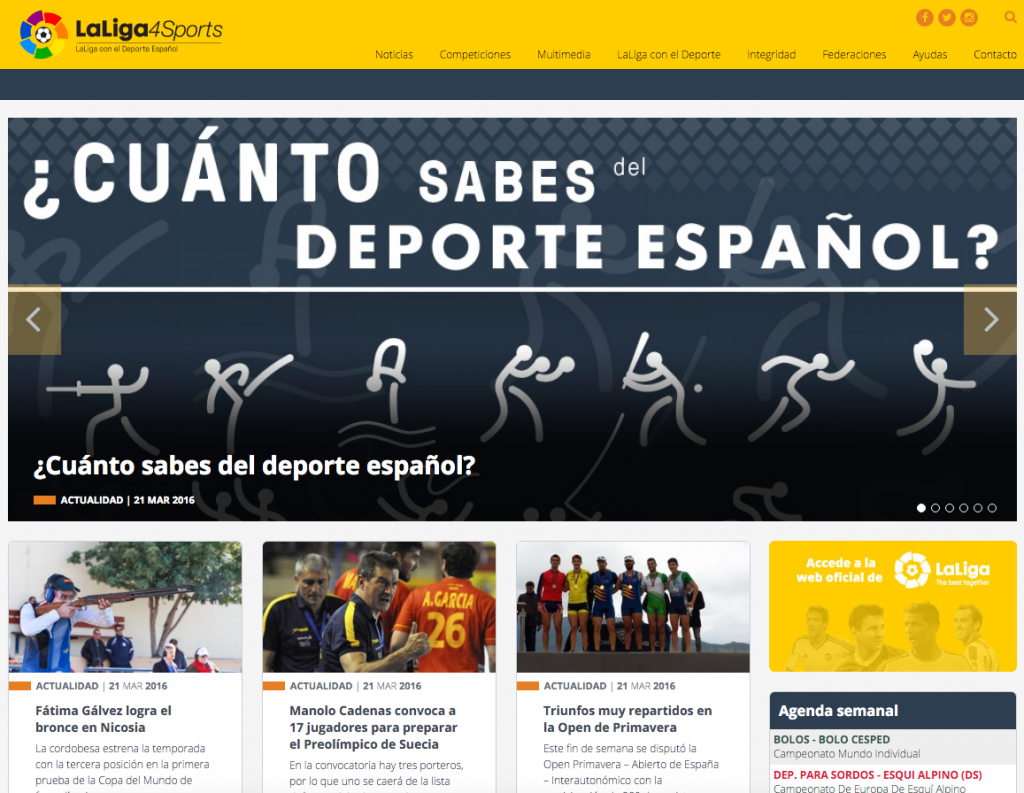 LaLiga4Sports
LaLiga con el Deporte Español
Noticias
Competiciones
Multimedia
LaLiga con el Deporte
Integridad
Federaciones
Ayudas
Contacto
¿CUÁNTO SABES del
DEPORTE ESPAÑOL?
¿Cuánto sabes del deporte español?
ACTUALIDAD | 21 MAR 2016
ACTUALIDAD | 21 MAR 2016
Fátima Gálvez logra el
bronce en Nicosia
La cordobesa estrena la temporada
con la tercera posición en la primera
prueba de la Copa del Mundo de
A.GARCIA
26
ACTUALIDAD | 21 MAR 2016
Manolo Cadenas convoca a
17 jugadores para preparar
el Preolímpico de Suecia
En la convocatoria hay tres porteros,
por lo que uno se caerá de la lista
ACTUALIDAD | 21 MAR 2016
Triunfos muy repartidos en
la Open de Primavera
Este fin de semana se disputó la
Open Primavera – Abierto de España
– Interautonómico con la
Accede a la
web oficial de
LaLiga
The best together
Agenda semanal
BOLOS - BOLO CESPED
Campeonato Mundo Individual
DEP. PARA SORDOS - ESQUI ALPINO (DS)
Campeonato De Europa De Esquí Alpino